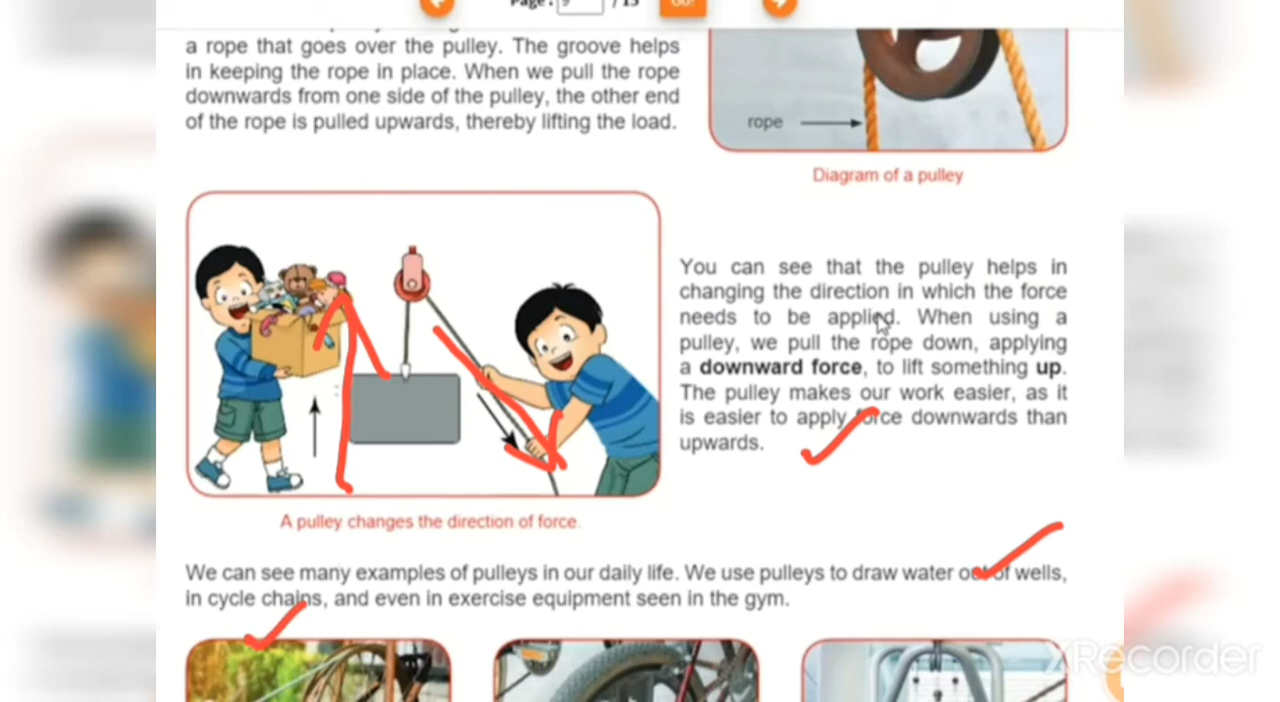 Page: 9 / 15 Go!
a rope that goes over the pulley. The groove helps
in keeping the rope in place. When we pull the rope
downwards from one side of the pulley, the other end
of the rope is pulled upwards, thereby lifting the load.
rope
Diagram of a pulley
You can see that the pulley helps in
changing the direction in which the force
needs to be applied. When using a
pulley, we pull the rope down, applying
a downward force, to lift something up.
The pulley makes our work easier, as it
is easier to apply force downwards than
upwards.
A pulley changes the direction of force.
We can see many examples of pulleys in our daily life. We use pulleys to draw water out of wells,
in cycle chains, and even in exercise equipment seen in the gym.
XRecorder